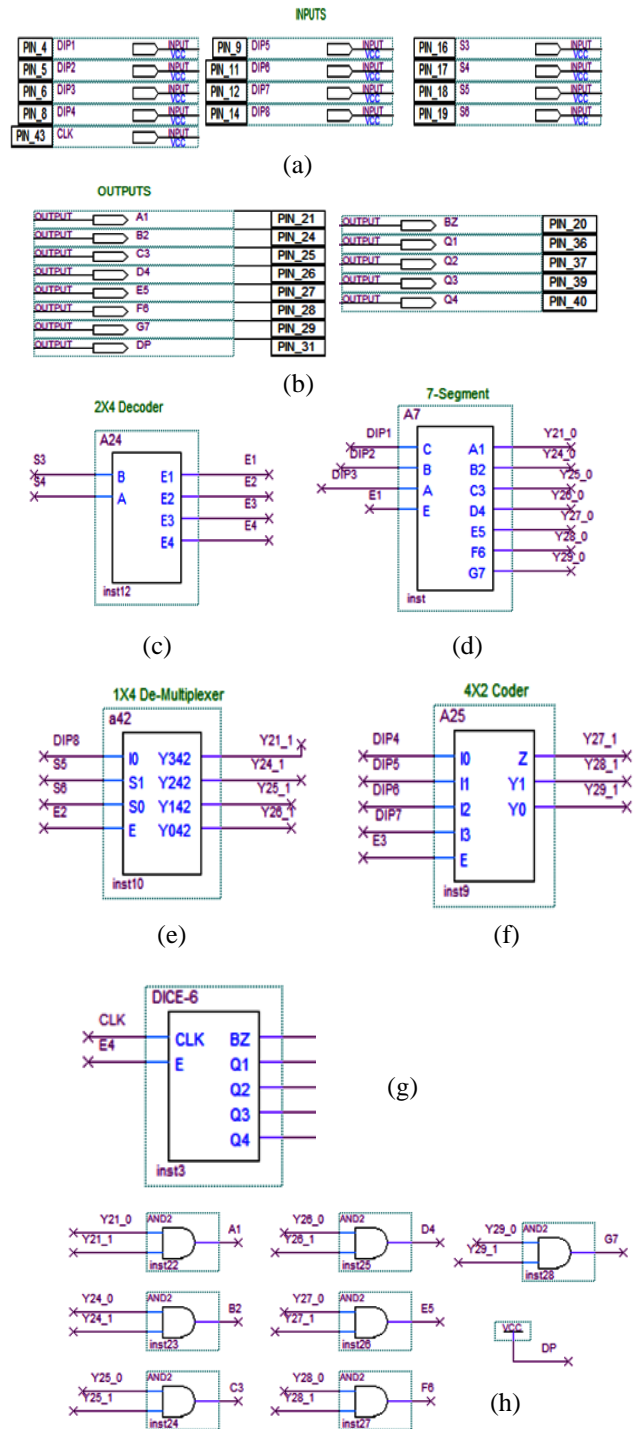 INPUTS
PIN_4 DIP1 INPUT VCC PIN_9 DIP5 INPUT VCC PIN_16 S3 INPUT VCC
PIN_5 DIP2 INPUT VCC PIN_11 DIP6 INPUT VCC PIN_17 S4 INPUT VCC
PIN_6 DIP3 INPUT VCC PIN_12 DIP7 INPUT VCC PIN_18 S5 INPUT VCC
PIN_8 DIP4 INPUT VCC PIN_14 DIP8 INPUT VCC PIN_19 S6 INPUT VCC
PIN_43 CLK INPUT VCC
(a)
OUTPUTS
OUTPUT A1 PIN_21 OUTPUT BZ PIN_20
OUTPUT B2 PIN_24 OUTPUT Q1 PIN_36
OUTPUT C3 PIN_25 OUTPUT Q2 PIN_37
OUTPUT D4 PIN_26 OUTPUT Q3 PIN_39
OUTPUT E5 PIN_27 OUTPUT Q4 PIN_40
OUTPUT F6 PIN_28
OUTPUT G7 PIN_29
OUTPUT DP PIN_31
(b)
2X4 Decoder
A24
S3 B E1 E1
S4 A E2 E2
E3 E3
E4 E4
inst12
(c)
7-Segment
A7
DIP1 C A1 Y21_0
DIP2 B B2 Y24_0
DIP3 A C3 Y25_0
E1 E D4 Y26_0
E5 Y27_0
F6 Y28_0
G7 Y29_0
inst
(d)
1X4 De-Multiplexer
a42
DIP8 I0 Y342 Y21_1
S5 S1 Y242 Y24_1
S6 S0 Y142 Y25_1
E2 E Y042 Y26_1
inst10
(e)
4X2 Coder
A25
DIP4 I0 Z Y27_1
DIP5 I1 Y1 Y28_1
DIP6 I2 Y0 Y29_1
DIP7 I3
E3 E
inst9
(f)
DICE-6
CLK CLK BZ
E4 E Q1
Q2
Q3
Q4
inst3
(g)
Y21_0 AND2 A1
Y21_1
inst22
Y26_0 AND2 D4
Y26_1
inst25
Y29_0 AND2 G7
Y29_1
inst28
Y24_0 AND2 B2
Y24_1
inst23
Y27_0 AND2 E5
Y27_1
inst26
VCC
DP
Y25_0 AND2 C3
Y25_1
inst24
Y28_0 AND2 F6
Y28_1
inst27
(h)